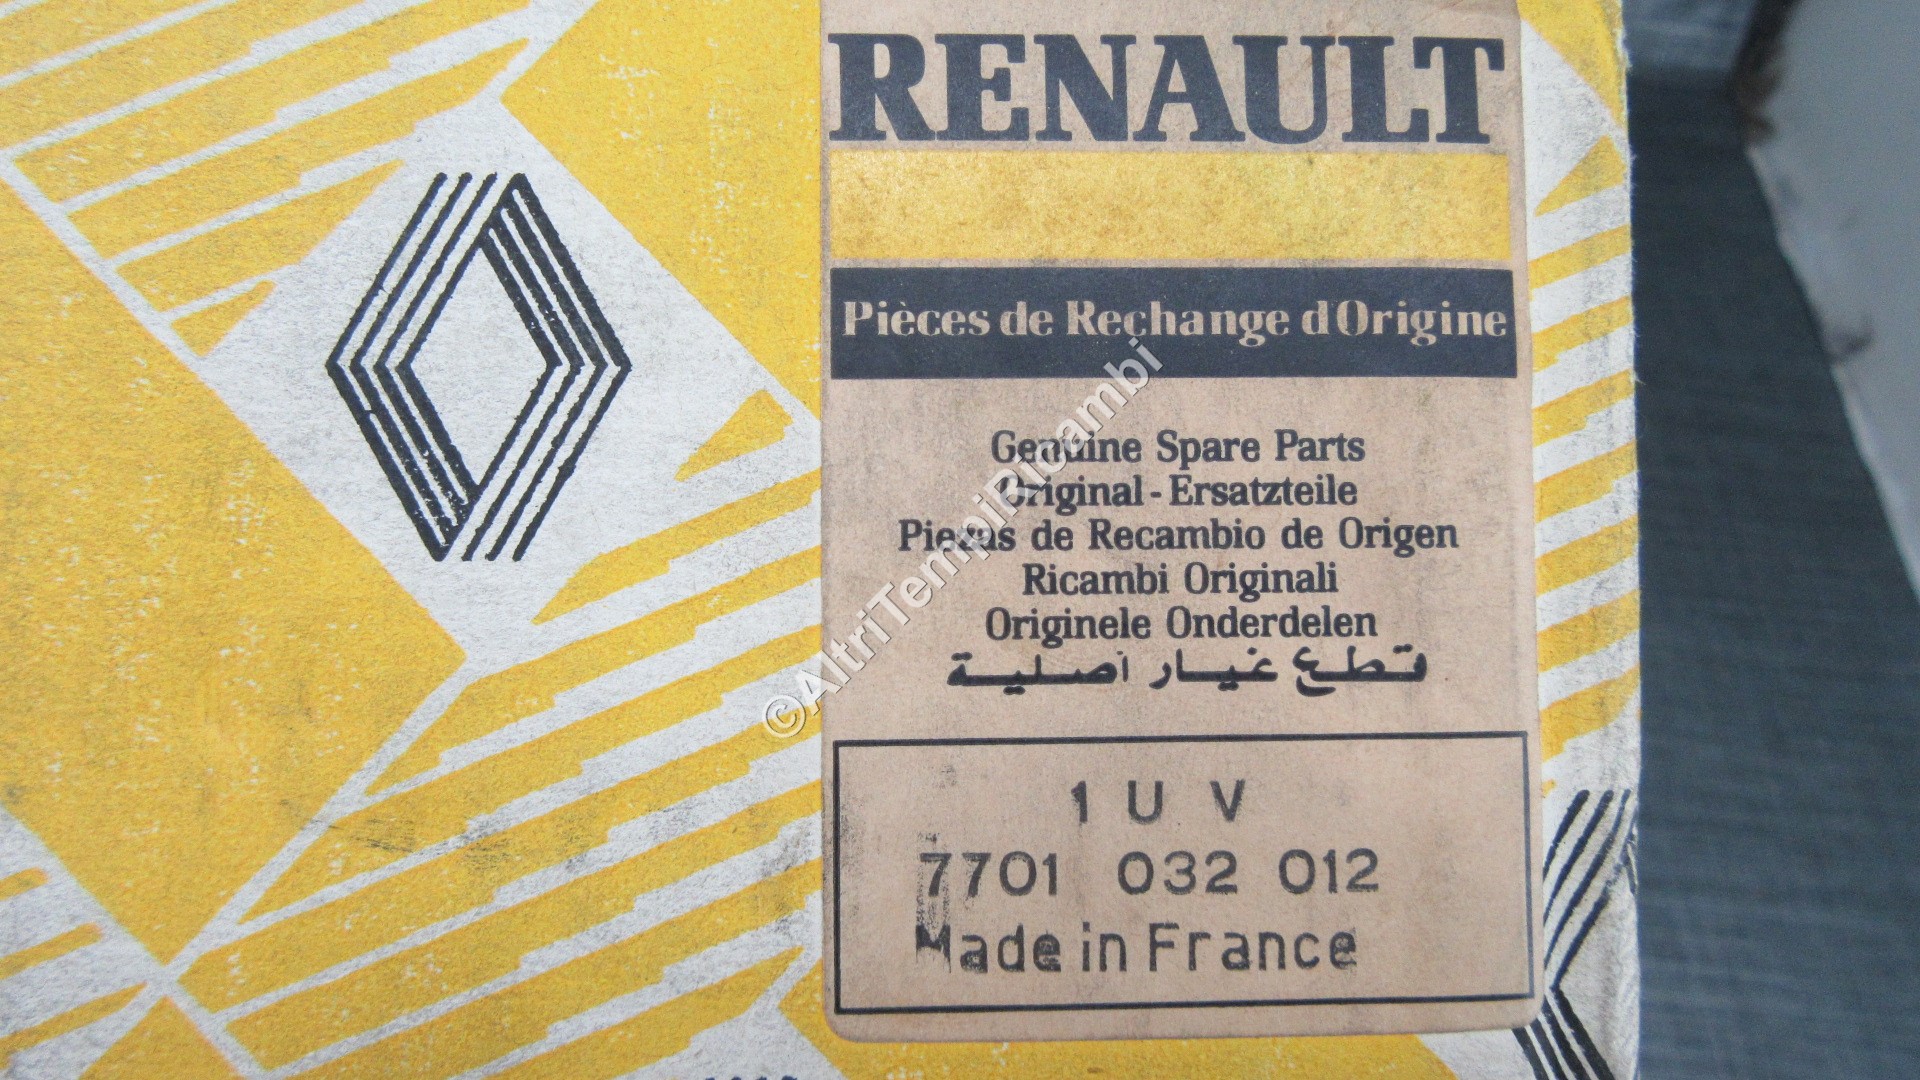 RENAULT
Pièces de Rechange d'Origine
Genuine Spare Parts
Original - Ersatzteile
Piezas de Recambio de Origen
Ricambi Originali
Originele Onderdelen
قطع غيار أصلية
1 U V
7701 032 012
Made in France
©AltriTempiRicambi